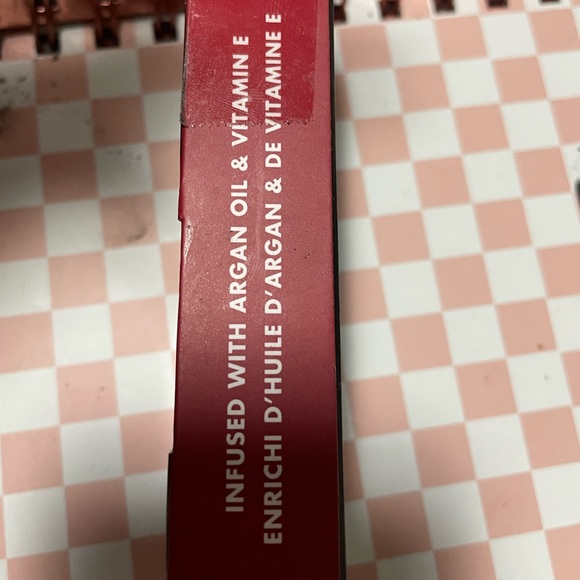 INFUSED WITH ARGAN OIL & VITAMIN E
ENRICHI D'HUILE D'ARGAN & DE VITAMINE E